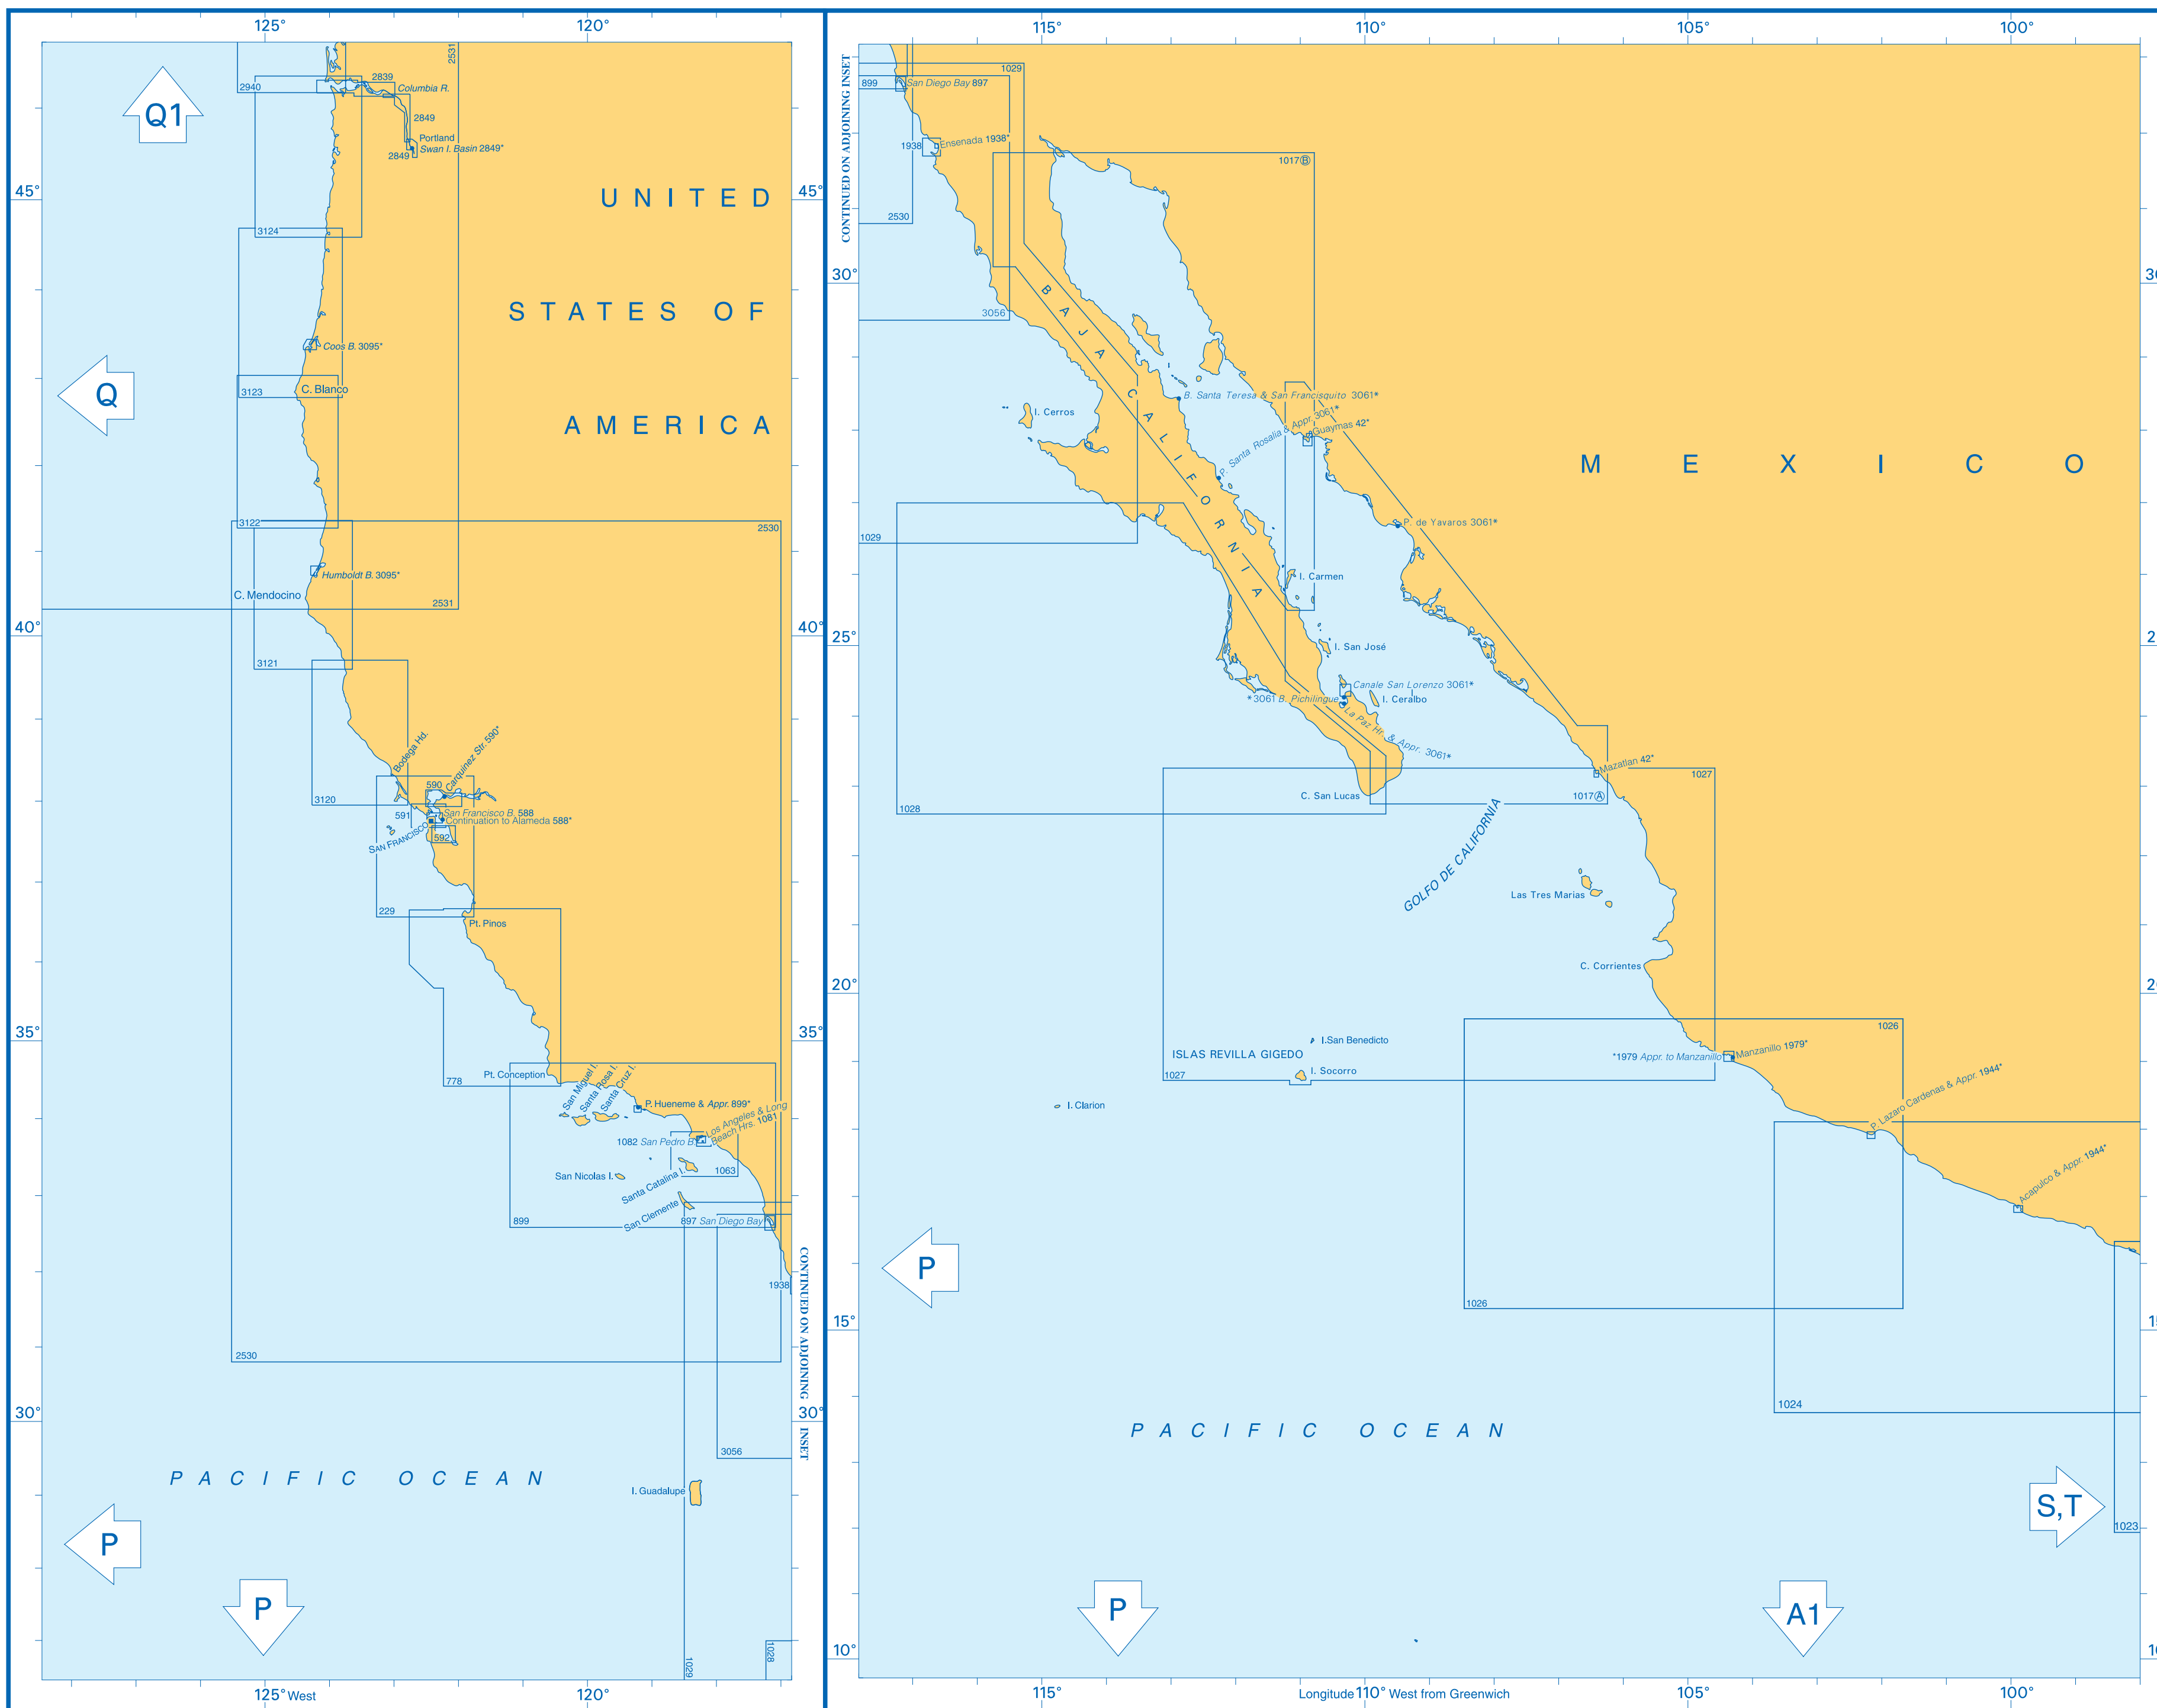 125°
120°
2531
2940
2839
Columbia R.
Q1
2849
Portland
Swan I. Basin 2849*
2849
45°
45°
UNITED
3124
STATES OF
Coos B. 3095*
Q
3123
C. Blanco
AMERICA
3122
2530
Humboldt B. 3095*
C. Mendocino
2531
40°
40°
3121
Bodega Hd.
Carquinez Str. 590*
3120
590
591
San Francisco B. 588
Continuation to Alameda 588*
SAN FRANCISCO
592
229
Pt. Pinos
35°
35°
778
Pt. Conception
San Miguel I.
Santa Rosa I.
Santa Cruz I.
P. Hueneme & Appr. 899*
Los Angeles & Long
Beach Hrs. 1081
1082 San Pedro B.
1063
San Nicolas I.
Santa Catalina I.
San Clemente
899
897 San Diego Bay
1938
CONTINUED ON ADJOINING INSET
2530
30°
30°
3056
PACIFIC OCEAN
I. Guadalupe
P
P
1029
1028
125° West
120°
115°
110°
105°
100°
CONTINUED ON ADJOINING INSET
1029
899
San Diego Bay 897
1938
Ensenada 1938*
1017Ⓑ
2530
30°
30
3056
BAJA CALIFORNIA
I. Cerros
B. Santa Teresa & San Francisquito 3061*
P. Santa Rosalia & Appr. 3061*
Guaymas 42*
MEXICO
P. de Yavaros 3061*
1029
I. Carmen
25°
2
I. San José
Canale San Lorenzo 3061*
*3061 B. Pichilingue
I. Ceralbo
La Paz Hr. & Appr. 3061*
Mazatlan 42*
1027
C. San Lucas
1017Ⓐ
1028
GOLFO DE CALIFORNIA
Las Tres Marias
C. Corrientes
20°
2
1026
I.San Benedicto
ISLAS REVILLA GIGEDO
*1979 Appr. to Manzanillo
Manzanillo 1979*
1027
I. Socorro
I. Clarion
P. Lazaro Cardenas & Appr. 1944*
Acapulco & Appr. 1944*
P
1026
15°
1
1024
PACIFIC OCEAN
S,T
1023
P
A1
10°
1
115°
Longitude 110° West from Greenwich
105°
100°